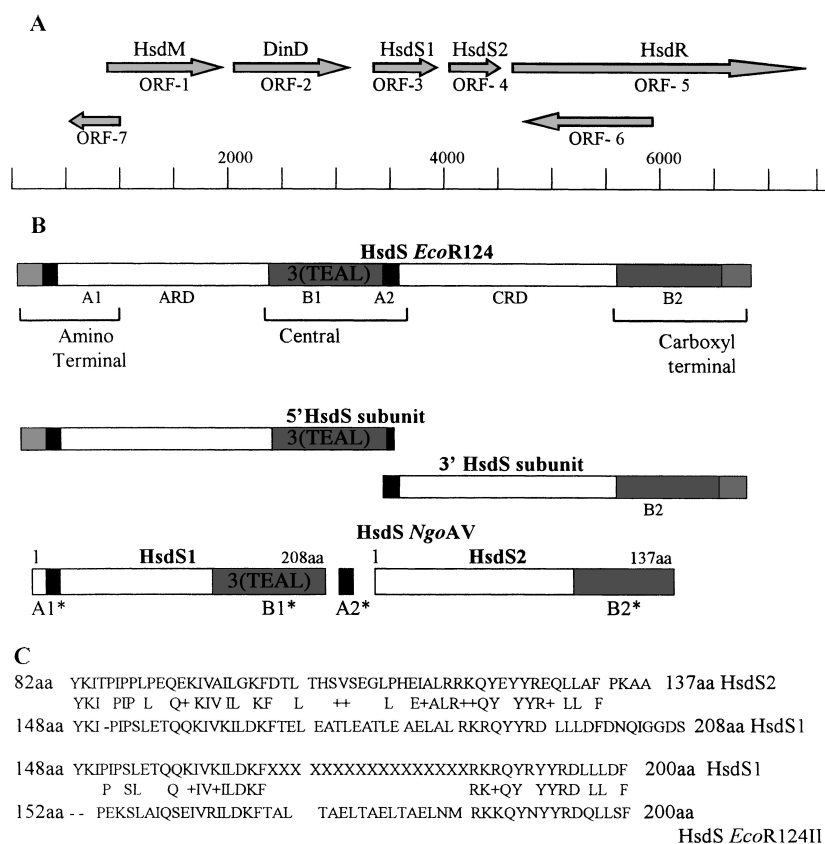 A
HsdM DinD HsdS1 HsdS2 HsdR
ORF-1 ORF-2 ORF-3 ORF- 4 ORF- 5
ORF-7 ORF- 6
2000 4000 6000
B
HsdS EcoR124
3(TEAL)
A1 ARD B1 A2 CRD B2
Amino Terminal Central Carboxyl terminal
5'HsdS subunit
3(TEAL)
3' HsdS subunit
B2
HsdS NgoAV
1 HsdS1 208aa 1 HsdS2 137aa
3(TEAL)
A1* B1* A2* B2*
C
82aa YKITPIPPLPEQEKIVAILGKFDTL THSVSEGLPHEIALRRKQYEYYREQLLAF PKAA 137aa HsdS2
YKI PIP L Q+ KIV IL KF L ++ L E+ALR++QY YYR+ LL F
148aa YKI -PIPSLETQQKIVKILDKFTEL EATLEATLEAELAL RKRQYYRD LLLDFDNQIGGDS 208aa HsdS1
148aa YKIPIPSLETQQKIVKILDKFXXX XXXXXXXXXXXXXXXRKRQYRYYRDLLLDF 200aa HsdS1
P SL Q +IV+ILDKF RK+QY YYRD LL F
152aa - - PEKSLAIQSEIVRILDKFTAL TAELTAELTAELNM RKKQYNYYRDQLLSF 200aa
HsdS EcoR124II